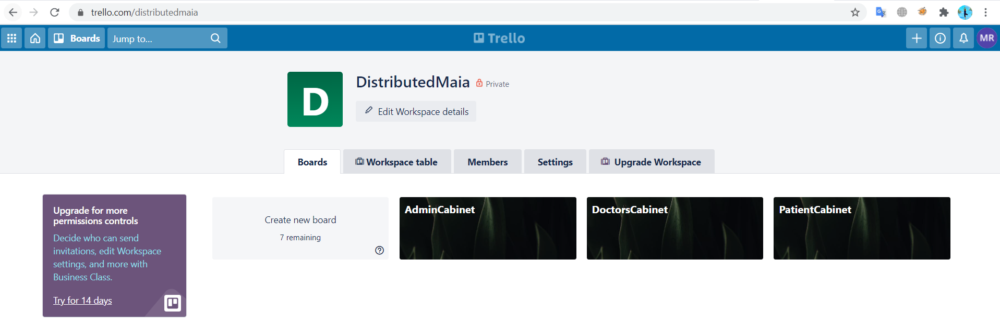 trello.com/distributedmaia
Boards
Jump to...
Trello
MR
D
DistributedMaia Private
Edit Workspace details
Boards
Workspace table
Members
Settings
Upgrade Workspace
Upgrade for more
permissions controls
Decide who can send
invitations, edit Workspace
settings, and more with
Business Class.
Try for 14 days
Create new board
7 remaining
AdminCabinet
DoctorsCabinet
PatientCabinet